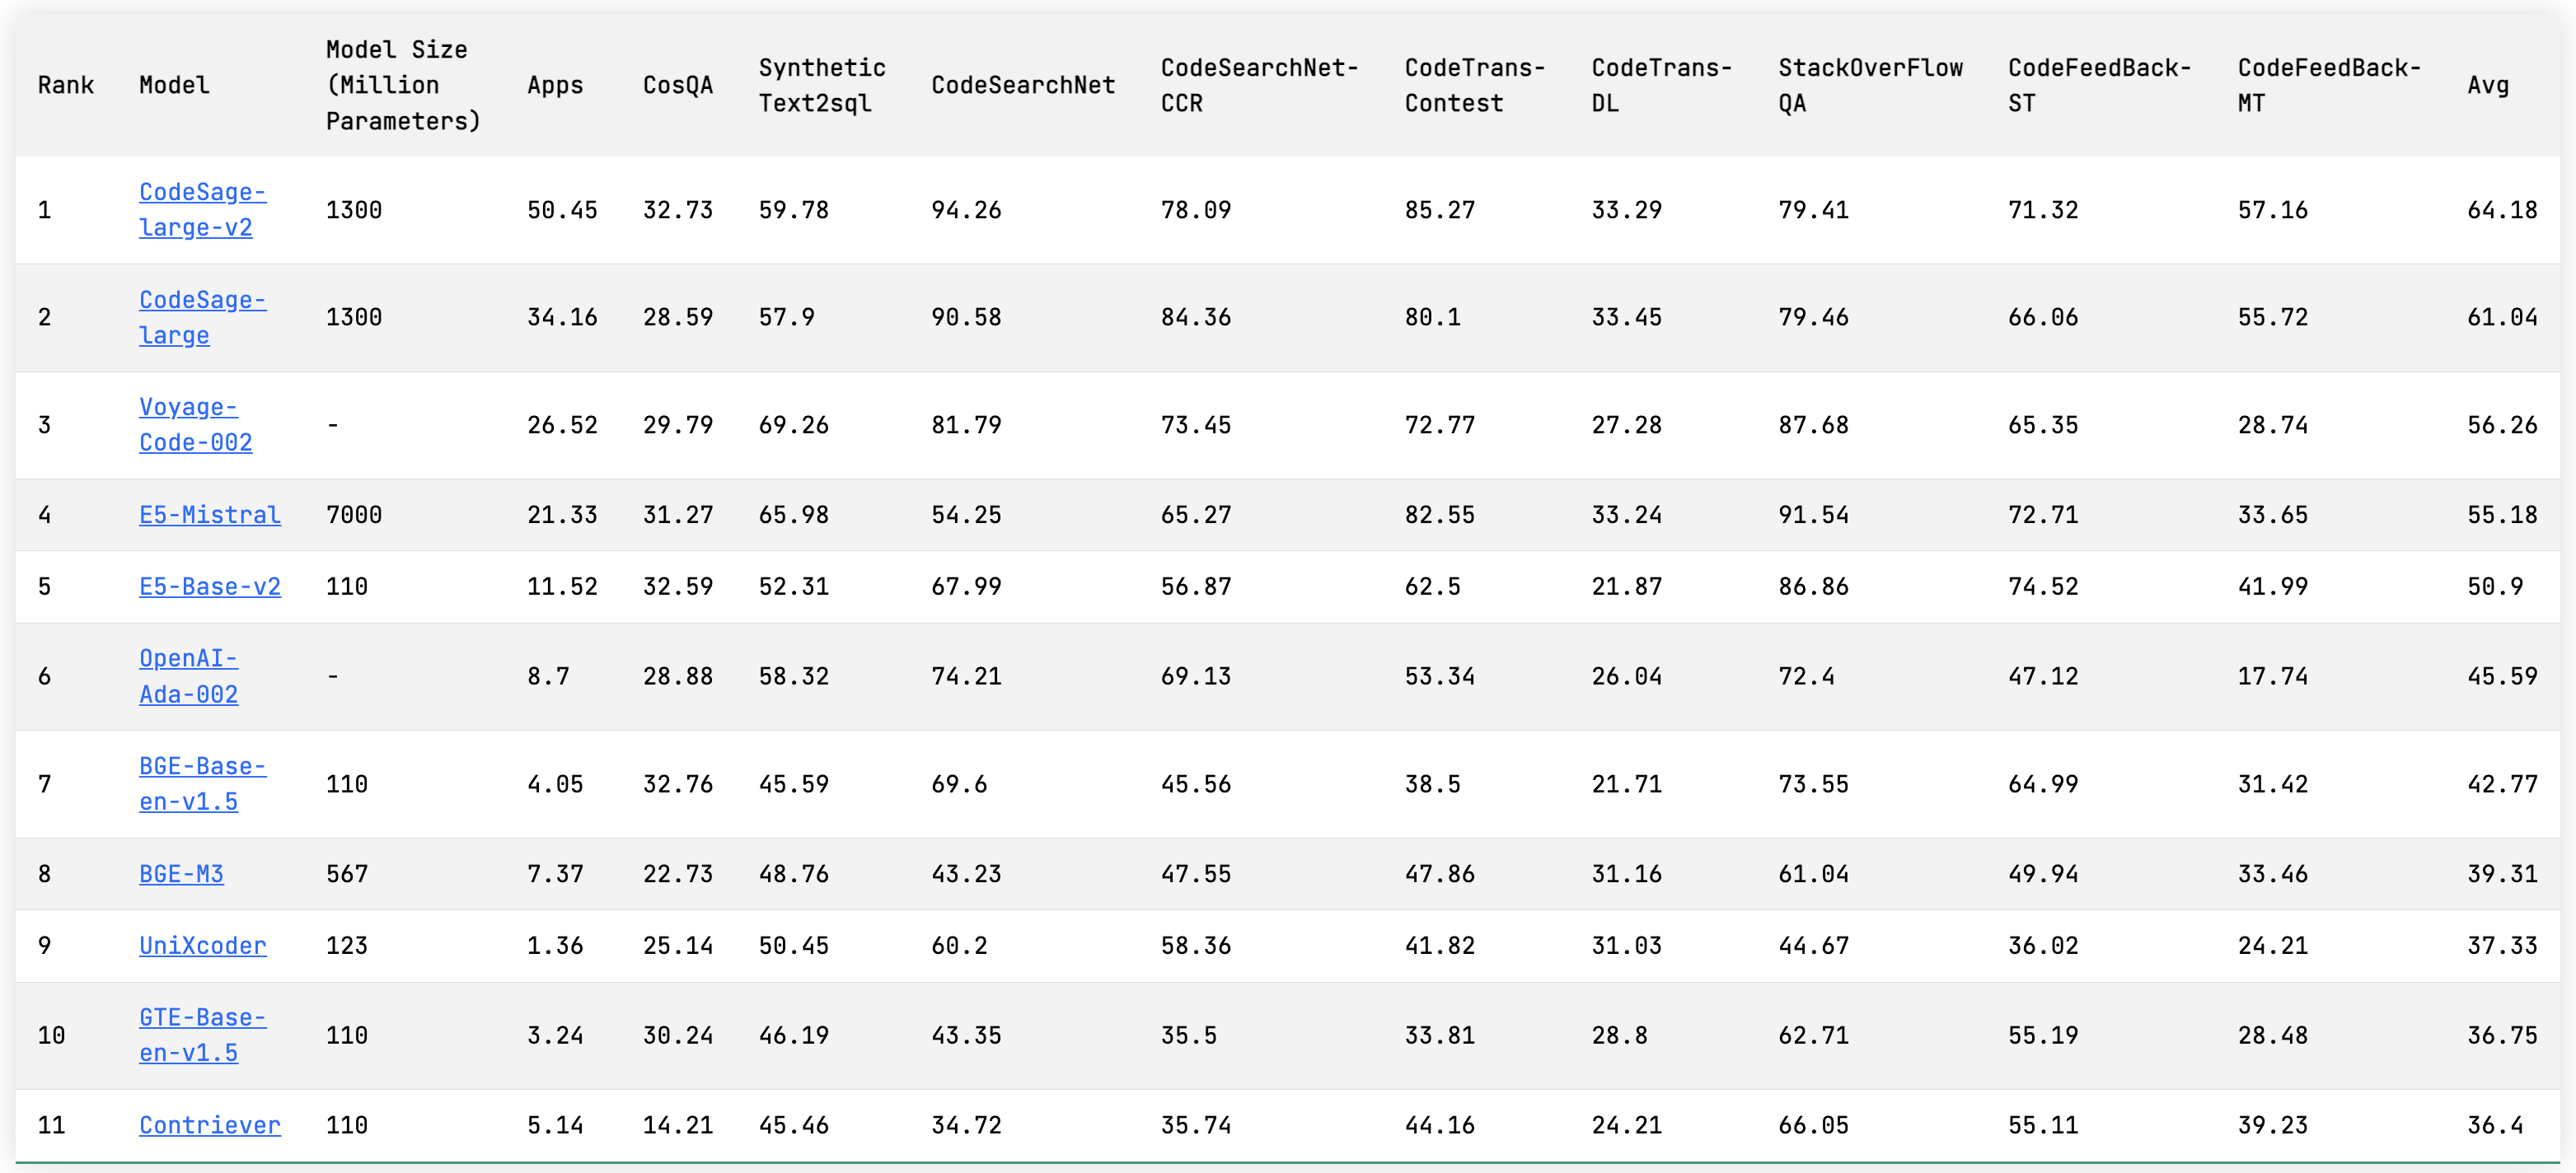 Rank Model Model Size (Million Parameters) Apps CosQA Synthetic Text2sql CodeSearchNet CodeSearchNet-CCR CodeTrans-Contest CodeTrans-DL StackOverFlow QA CodeFeedBack-ST CodeFeedBack-MT Avg
1 CodeSage-large-v2 1300 50.45 32.73 59.78 94.26 78.09 85.27 33.29 79.41 71.32 57.16 64.18
2 CodeSage-large 1300 34.16 28.59 57.9 90.58 84.36 80.1 33.45 79.46 66.06 55.72 61.04
3 Voyage-Code-002 - 26.52 29.79 69.26 81.79 73.45 72.77 27.28 87.68 65.35 28.74 56.26
4 E5-Mistral 7000 21.33 31.27 65.98 54.25 65.27 82.55 33.24 91.54 72.71 33.65 55.18
5 E5-Base-v2 110 11.52 32.59 52.31 67.99 56.87 62.5 21.87 86.86 74.52 41.99 50.9
6 OpenAI-Ada-002 - 8.7 28.88 58.32 74.21 69.13 53.34 26.04 72.4 47.12 17.74 45.59
7 BGE-Base-en-v1.5 110 4.05 32.76 45.59 69.6 45.56 38.5 21.71 73.55 64.99 31.42 42.77
8 BGE-M3 567 7.37 22.73 48.76 43.23 47.55 47.86 31.16 61.04 49.94 33.46 39.31
9 UniXcoder 123 1.36 25.14 50.45 60.2 58.36 41.82 31.03 44.67 36.02 24.21 37.33
10 GTE-Base-en-v1.5 110 3.24 30.24 46.19 43.35 35.5 33.81 28.8 62.71 55.19 28.48 36.75
11 Contriever 110 5.14 14.21 45.46 34.72 35.74 44.16 24.21 66.05 55.11 39.23 36.4